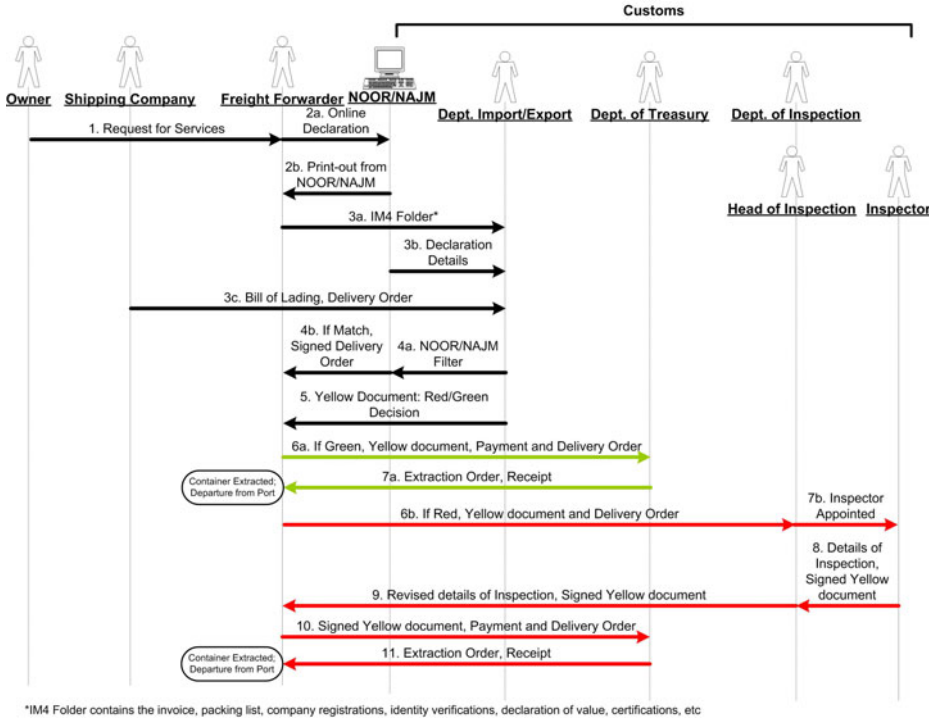 Customs
Owner
Shipping Company
Freight Forwarder
NOOR/NAJM
Dept. Import/Export
Dept. of Treasury
Dept. of Inspection
Head of Inspection
Inspector
1. Request for Services
2a. Online
Declaration
2b. Print-out from
NOOR/NAJM
3a. IM4 Folder*
3b. Declaration
Details
3c. Bill of Lading, Delivery Order
4b. If Match,
Signed Delivery
Order
4a. NOOR/NAJM
Filter
5. Yellow Document: Red/Green
Decision
6a. If Green, Yellow document, Payment and Delivery Order
Container Extracted;
Departure from Port
7a. Extraction Order, Receipt
6b. If Red, Yellow document and Delivery Order
7b. Inspector
Appointed
8. Details of
Inspection,
Signed Yellow
document
9. Revised details of Inspection, Signed Yellow document
10. Signed Yellow document, Payment and Delivery Order
Container Extracted;
Departure from Port
11. Extraction Order, Receipt
*IM4 Folder contains the invoice, packing list, company registrations, identity verifications, declaration of value, certifications, etc